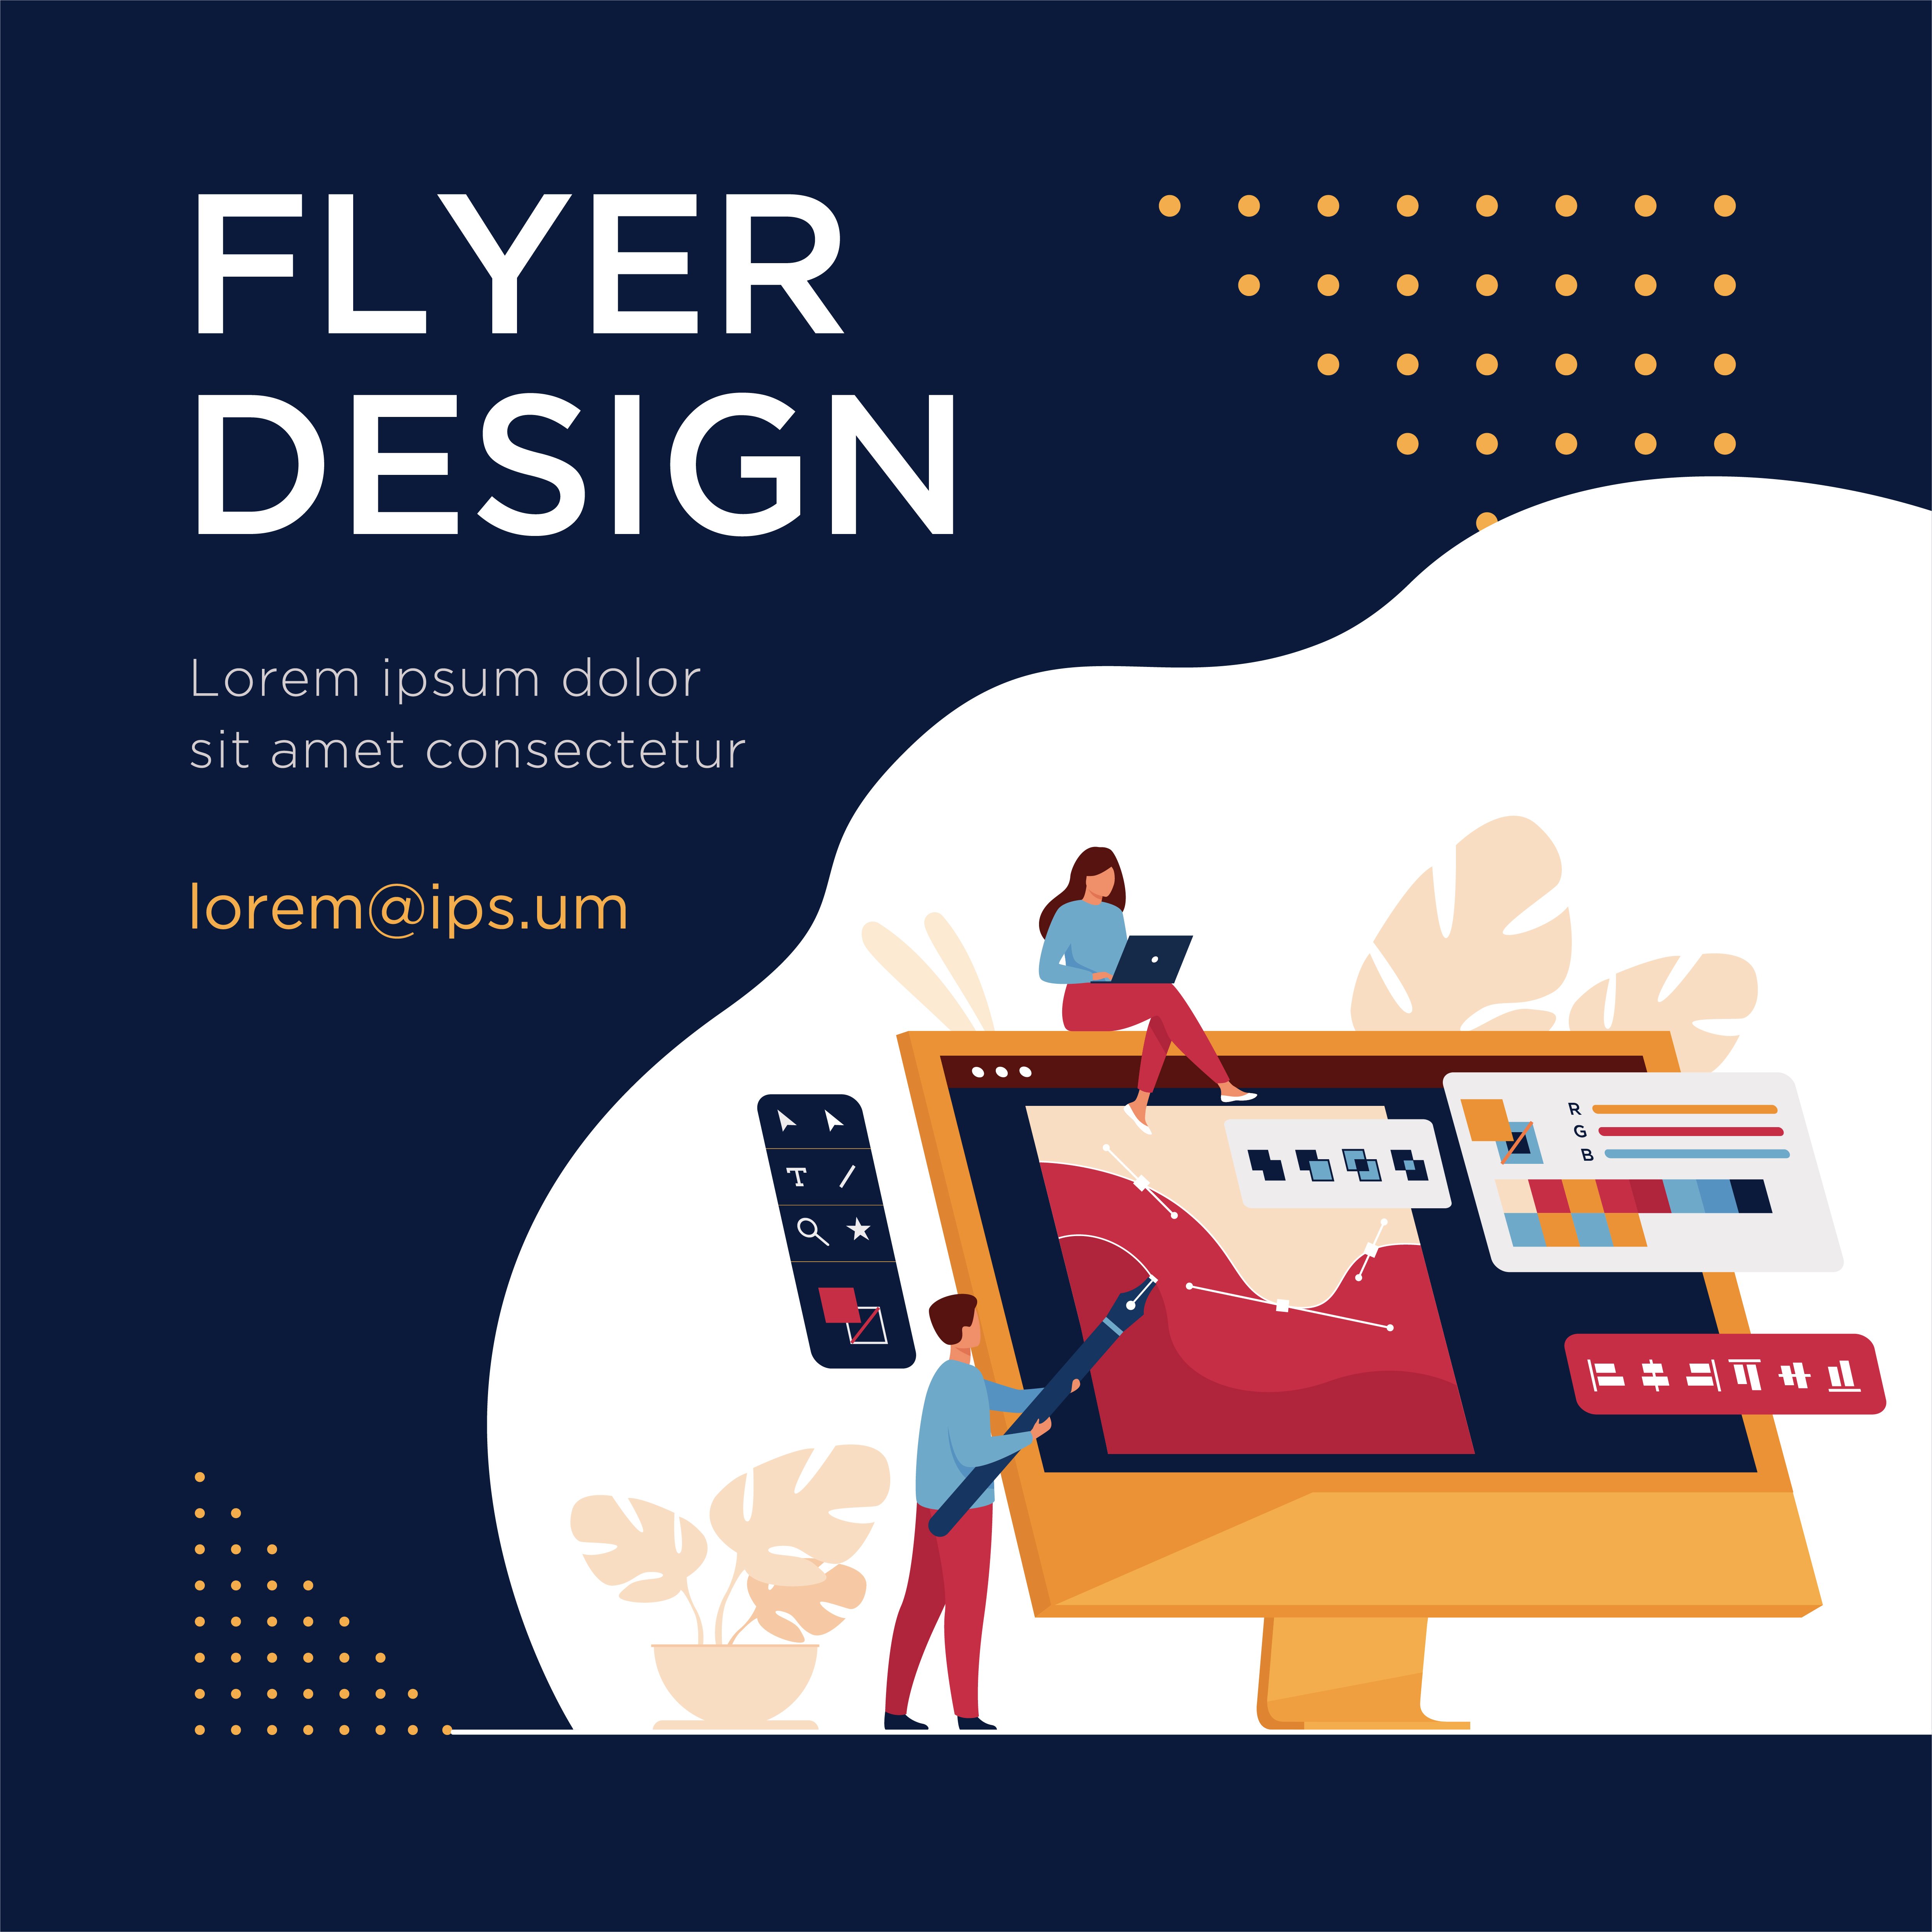 FLYER
DESIGN
Lorem ipsum dolor
sit amet consectetur
lorem@ips.um
T
R
G
B